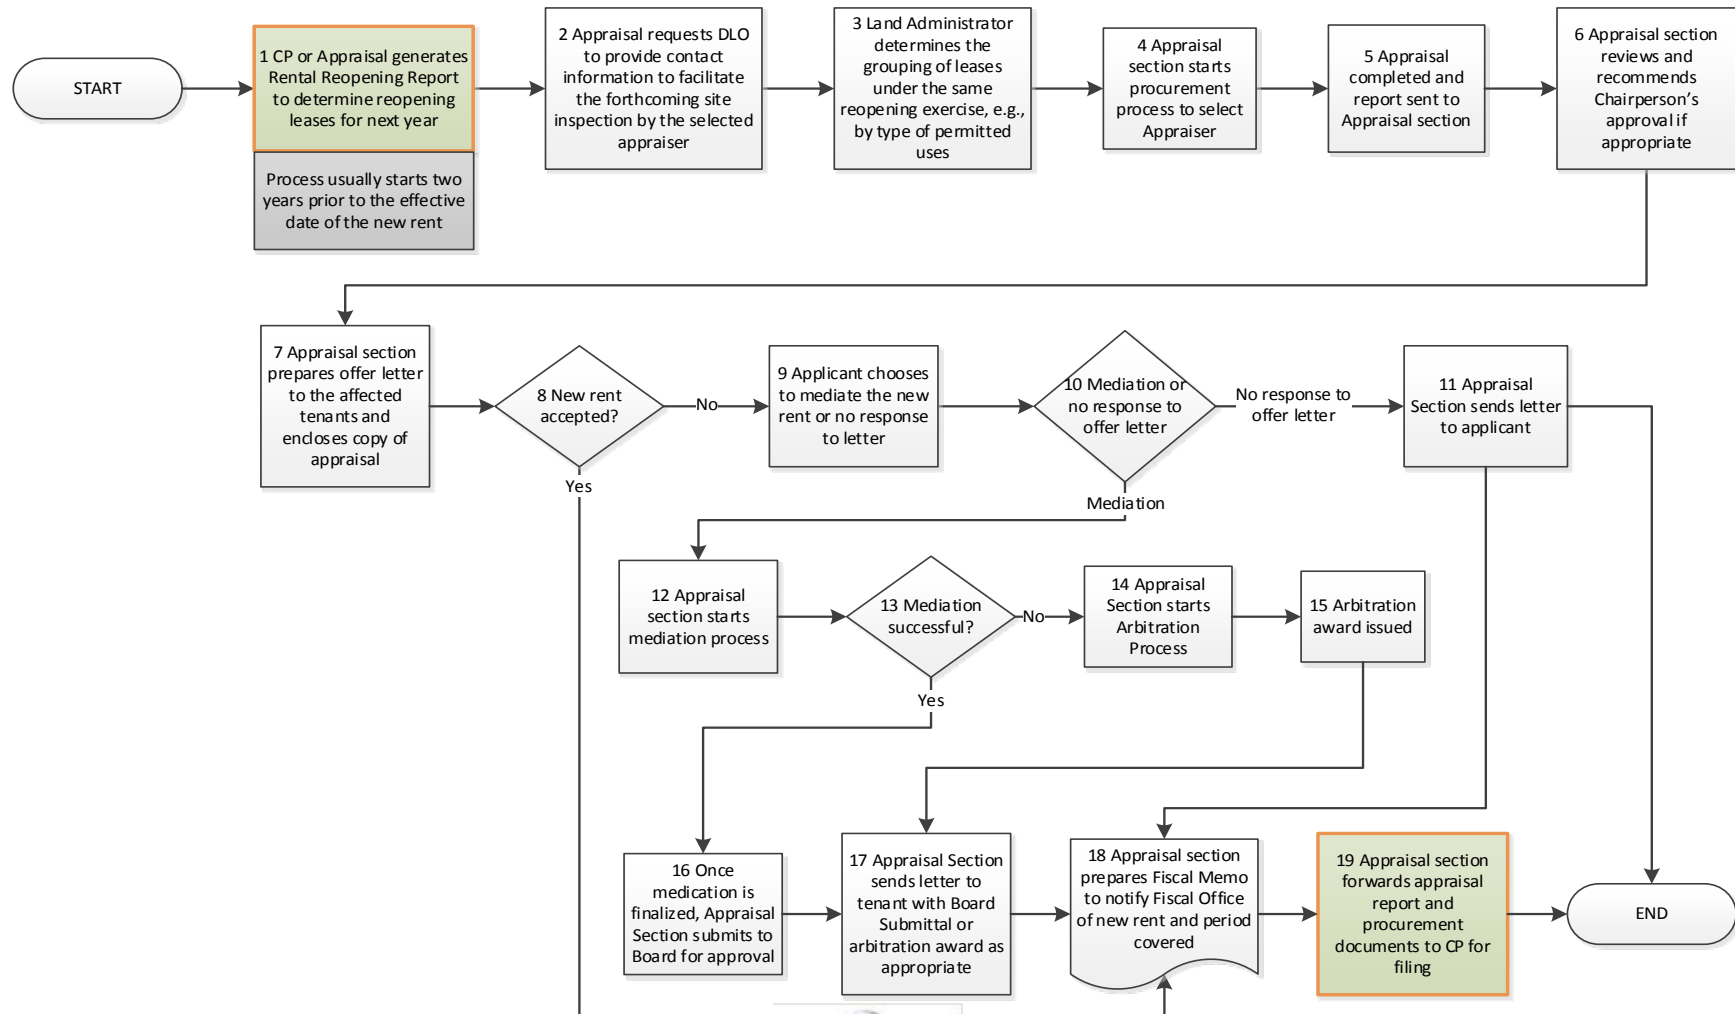 START
1 CP or Appraisal generates
Rental Reopening Report
to determine reopening
leases for next year
Process usually starts two
years prior to the effective
date of the new rent
2 Appraisal requests DLO
to provide contact
information to facilitate
the forthcoming site
inspection by the selected
appraiser
3 Land Administrator
determines the
grouping of leases
under the same
reopening exercise, e.g.,
by type of permitted
uses
4 Appraisal
section starts
procurement
process to select
Appraiser
5 Appraisal
completed and
report sent to
Appraisal section
6 Appraisal section
reviews and
recommends
Chairperson’s
approval if
appropriate
7 Appraisal section
prepares offer letter
to the affected
tenants and
encloses copy of
appraisal
8 New rent
accepted?
No
Yes
9 Applicant chooses
to mediate the new
rent or no response
to letter
10 Mediation or
no response to
offer letter
No response to
offer letter
Mediation
11 Appraisal
Section sends letter
to applicant
12 Appraisal
section starts
mediation process
13 Mediation
successful?
No
Yes
14 Appraisal
Section starts
Arbitration
Process
15 Arbitration
award issued
16 Once
medication is
finalized, Appraisal
Section submits to
Board for approval
17 Appraisal Section
sends letter to
tenant with Board
Submittal or
arbitration award as
appropriate
18 Appraisal section
prepares Fiscal Memo
to notify Fiscal Office
of new rent and period
covered
19 Appraisal section
forwards appraisal
report and
procurement
documents to CP for
filing
END